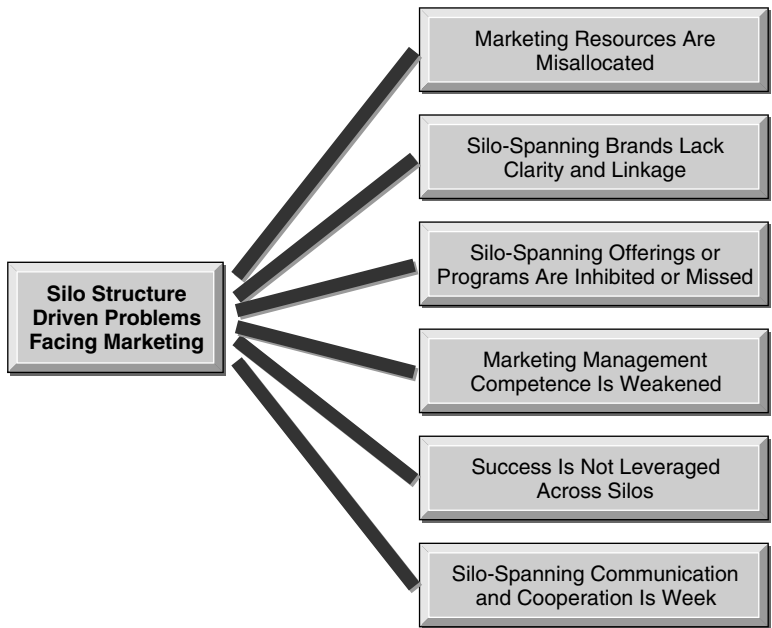 Marketing Resources Are
Misallocated
Silo-Spanning Brands Lack
Clarity and Linkage
Silo-Spanning Offerings or
Programs Are Inhibited or Missed
Silo Structure
Driven Problems
Facing Marketing
Marketing Management
Competence Is Weakened
Success Is Not Leveraged
Across Silos
Silo-Spanning Communication
and Cooperation Is Week